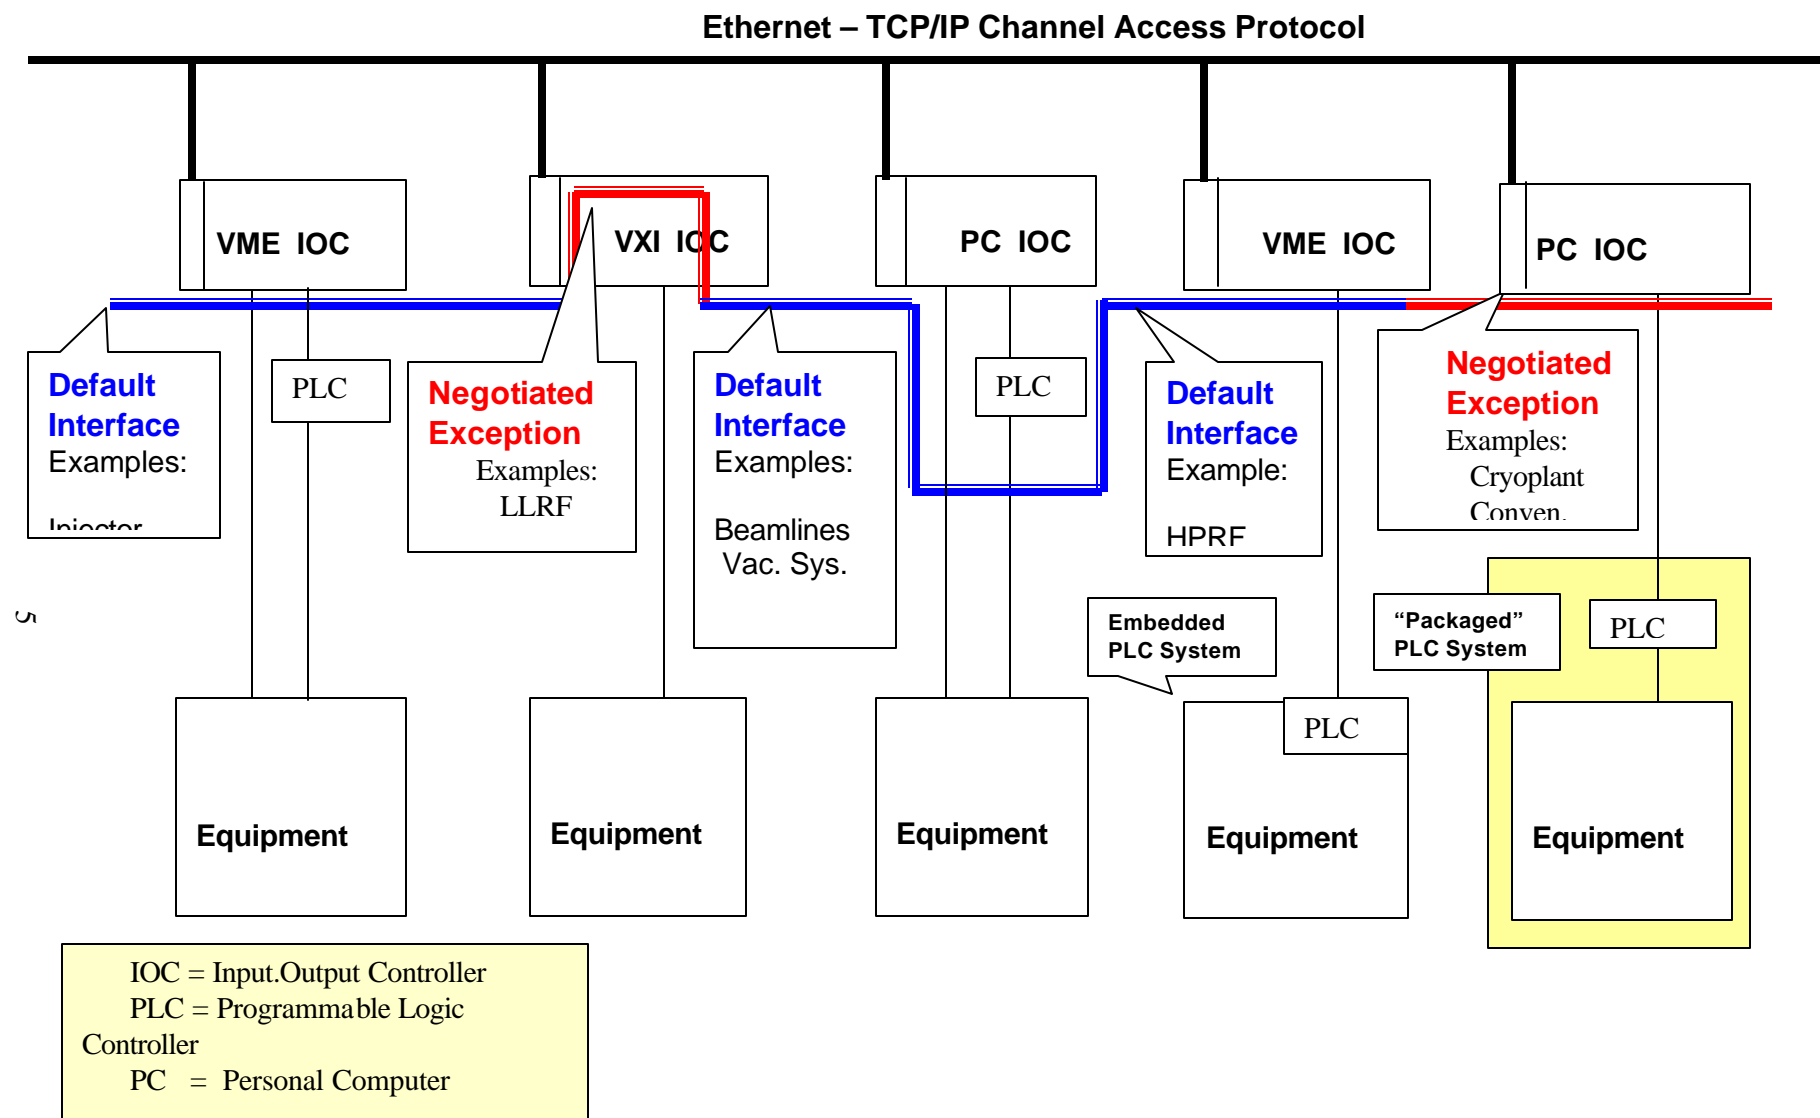 Ethernet – TCP/IP Channel Access Protocol
VME IOC
VXI IOC
PC IOC
VME IOC
PC IOC
Default
Interface
Examples:
Injector
PLC
Negotiated
Exception
Examples:
LLRF
Default
Interface
Examples:
Beamlines
Vac. Sys.
PLC
Default
Interface
Example:
HPRF
Negotiated
Exception
Examples:
Cryoplant
Conven.
5
Embedded
PLC System
“Packaged”
PLC System
PLC
PLC
Equipment
Equipment
Equipment
Equipment
Equipment
IOC = Input.Output Controller
PLC = Programmable Logic
Controller
PC = Personal Computer